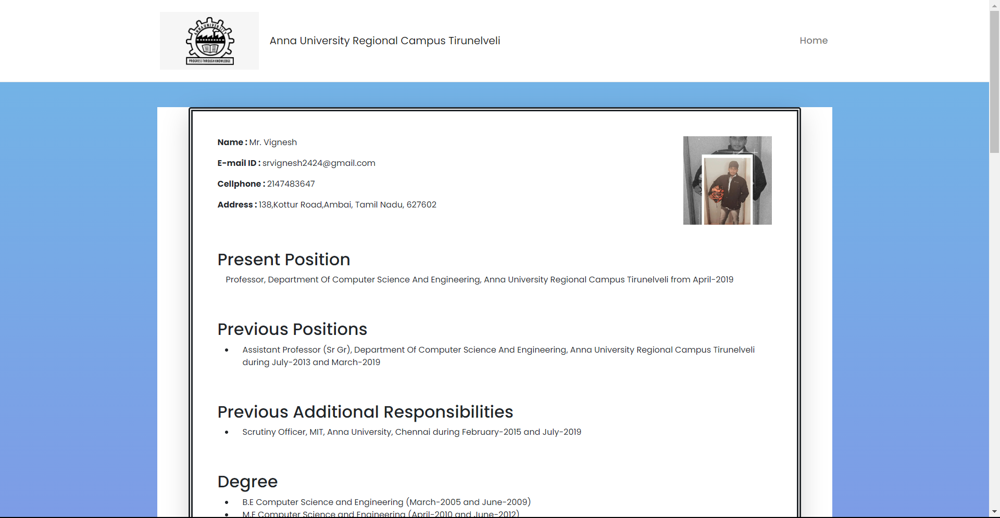 ANNA UNIVERSITY
PROGRESS THROUGH KNOWLEDGE
Anna University Regional Campus Tirunelveli
Home
Name : Mr. Vignesh
E-mail ID : srvignesh2424@gmail.com
Cellphone : 2147483647
Address : 138,Kottur Road,Ambai, Tamil Nadu, 627602
Present Position
Professor, Department Of Computer Science And Engineering, Anna University Regional Campus Tirunelveli from April-2019
Previous Positions
Assistant Professor (Sr Gr), Department Of Computer Science And Engineering, Anna University Regional Campus Tirunelveli
during July-2013 and March-2019
Previous Additional Responsibilities
Scrutiny Officer, MIT, Anna University, Chennai during February-2015 and July-2019
Degree
B.E Computer Science and Engineering (March-2005 and June-2009)
M.E Computer Science and Engineering (April-2010 and June-2012)